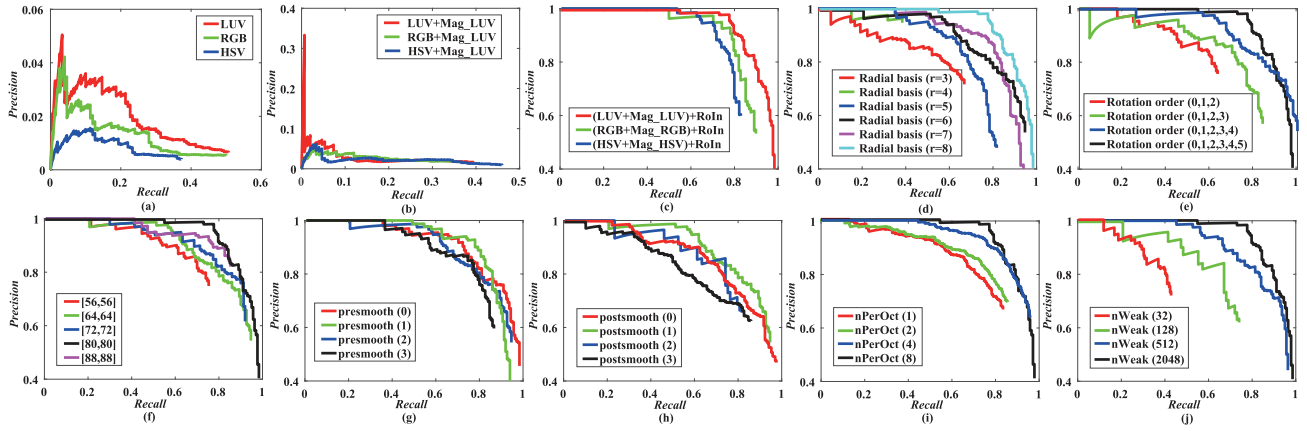 0.06
0.04
0.02
0
0
0.2
0.4
0.6
Precision
Recall
(a)
LUV
RGB
HSV
0.4
0.3
0.2
0.1
0
0
0.1
0.2
0.3
0.4
0.5
Precision
Recall
(b)
LUV+Mag_LUV
RGB+Mag_LUV
HSV+Mag_LUV
1
0.8
0.6
0.4
0
0.2
0.4
0.6
0.8
1
Precision
Recall
(c)
(LUV+Mag_LUV)+RoIn
(RGB+Mag_RGB)+RoIn
(HSV+Mag_HSV)+RoIn
1
0.8
0.6
0.4
0
0.2
0.4
0.6
0.8
1
Precision
Recall
(d)
Radial basis (r=3)
Radial basis (r=4)
Radial basis (r=5)
Radial basis (r=6)
Radial basis (r=7)
Radial basis (r=8)
1
0.8
0.6
0.4
0
0.2
0.4
0.6
0.8
1
Precision
Recall
(e)
Rotation order (0,1,2)
Rotation order (0,1,2,3)
Rotation order (0,1,2,3,4)
Rotation order (0,1,2,3,4,5)
1
0.8
0.6
0.4
0
0.2
0.4
0.6
0.8
1
Precision
Recall
(f)
[56,56]
[64,64]
[72,72]
[80,80]
[88,88]
1
0.8
0.6
0.4
0
0.2
0.4
0.6
0.8
1
Precision
Recall
(g)
presmooth (0)
presmooth (1)
presmooth (2)
presmooth (3)
1
0.8
0.6
0.4
0
0.2
0.4
0.6
0.8
1
Precision
Recall
(h)
postsmooth (0)
postsmooth (1)
postsmooth (2)
postsmooth (3)
1
0.8
0.6
0.4
0
0.2
0.4
0.6
0.8
1
Precision
Recall
(i)
nPerOct (1)
nPerOct (2)
nPerOct (4)
nPerOct (8)
1
0.8
0.6
0.4
0
0.2
0.4
0.6
0.8
1
Precision
Recall
(j)
nWeak (32)
nWeak (128)
nWeak (512)
nWeak (2048)